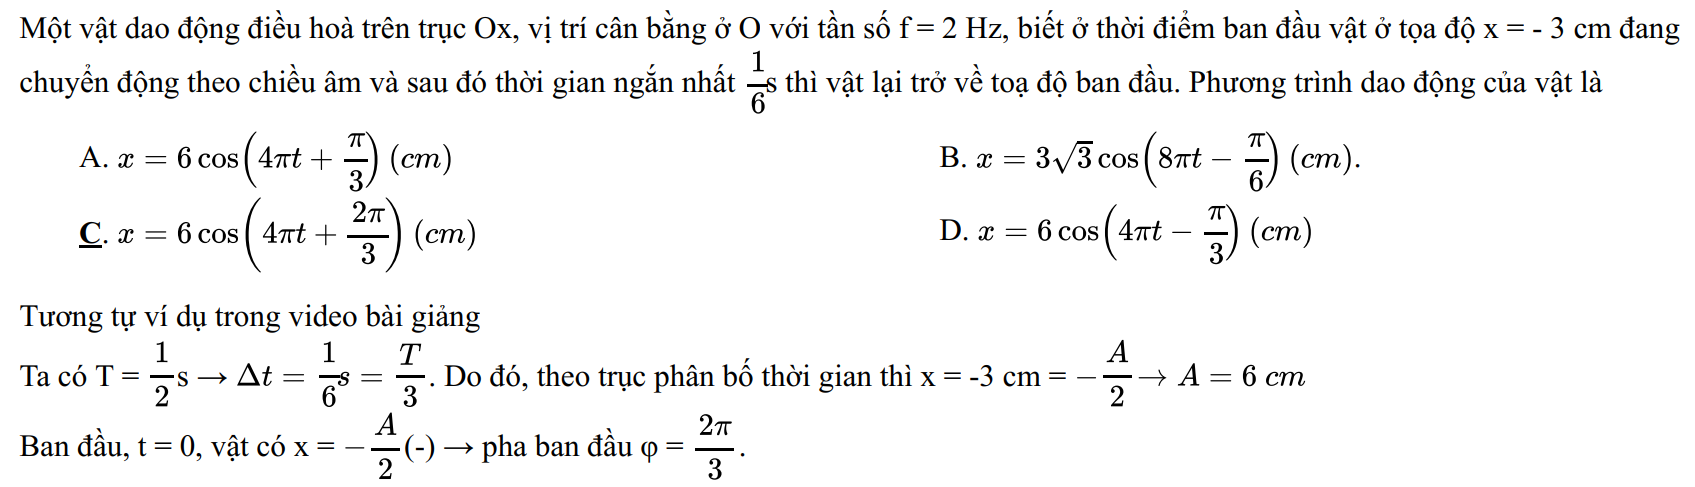 Một vật dao động điều hoà trên trục Ox, vị trí cân bằng ở O với tần số f = 2 Hz, biết ở thời điểm ban đầu vật ở tọa độ x = - 3 cm đang
chuyển động theo chiều âm và sau đó thời gian ngắn nhất $\frac{1}{6}$s thì vật lại trở về toạ độ ban đầu. Phương trình dao động của vật là
A. $x = 6\cos\left(4\pi t + \frac{\pi}{3}\right)(cm)$ B. $x = 3\sqrt{3}\cos\left(8\pi t - \frac{\pi}{6}\right)(cm).$
C. $x = 6\cos\left(4\pi t + \frac{2\pi}{3}\right)(cm)$ D. $x = 6\cos\left(4\pi t - \frac{\pi}{3}\right)(cm)$
Tương tự ví dụ trong video bài giảng
Ta có T = $\frac{1}{2}$s → $\Delta t = \frac{1}{6}s = \frac{T}{3}$. Do đó, theo trục phân bố thời gian thì x = -3 cm = $-\frac{A}{2} \rightarrow A = 6\ cm$
Ban đầu, t = 0, vật có x = $-\frac{A}{2}$(-) → pha ban đầu φ = $\frac{2\pi}{3}$.